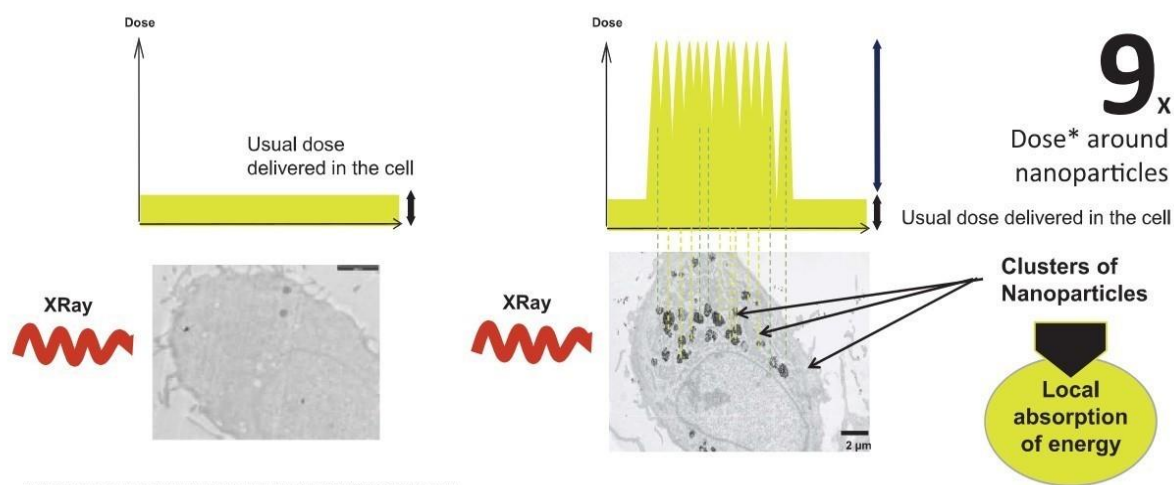 Dose
Usual dose
delivered in the cell
XRay
Dose
9x
Dose* around
nanoparticles
Usual dose delivered in the cell
XRay
Clusters of
Nanoparticles
Local
absorption
of energy
2 µm